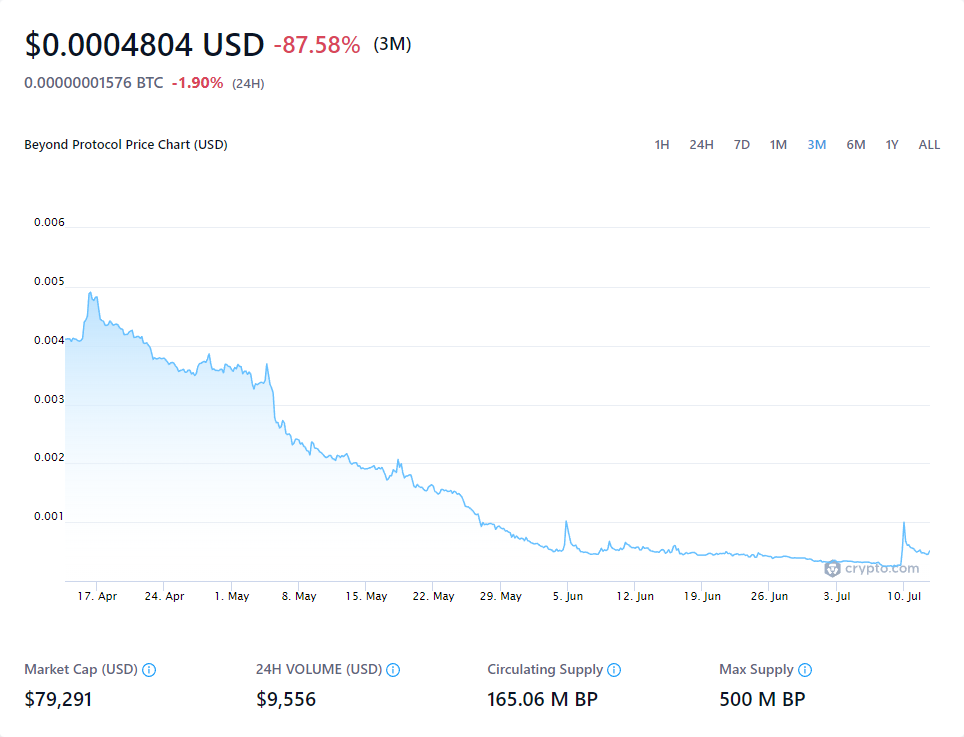 $0.0004804 USD -87.58% (3M)
0.00000001576 BTC -1.90% (24H)
Beyond Protocol Price Chart (USD) 1H 24H 7D 1M 3M 6M 1Y ALL
0.006
0.005
0.004
0.003
0.002
0.001
crypto.com
17. Apr 24. Apr 1. May 8. May 15. May 22. May 29. May 5. Jun 12. Jun 19. Jun 26. Jun 3. Jul 10. Jul
Market Cap (USD) 24H VOLUME (USD) Circulating Supply Max Supply
$79,291 $9,556 165.06 M BP 500 M BP